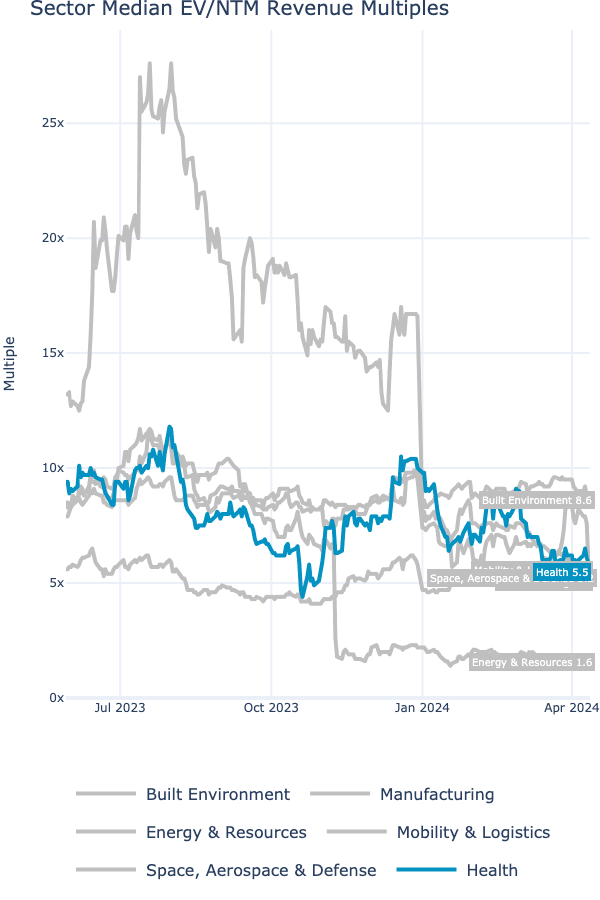 Sector Median EV/NTM Revenue Multiples
Multiple
25x
20x
15x
10x
5x
0x
Built Environment 8.6
Mobility &
Health 5.5
Space, Aerospace &
Energy & Resources 1.6
Jul 2023
Oct 2023
Jan 2024
Apr 2024
Built Environment
Manufacturing
Energy & Resources
Mobility & Logistics
Space, Aerospace & Defense
Health